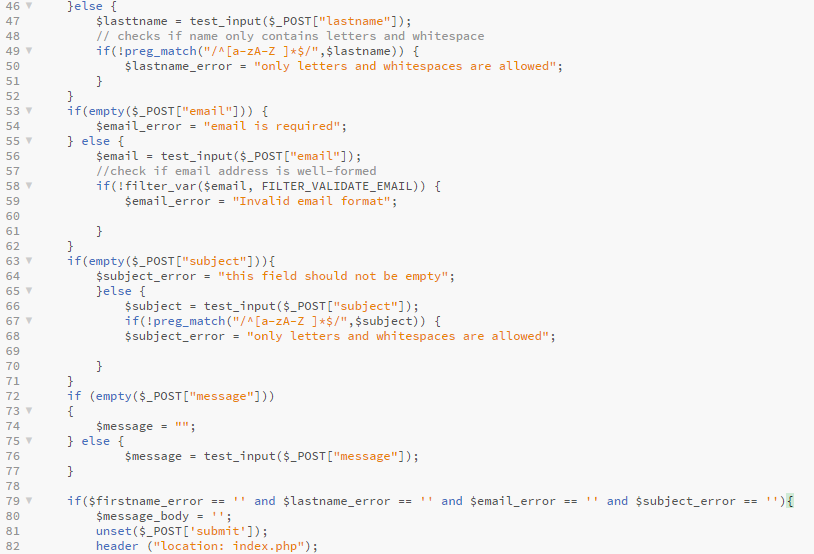 46 }else {
47 $lasttname = test_input($_POST["lastname"]);
48 // checks if name only contains letters and whitespace
49 if(!preg_match("/^[a-zA-Z ]*$/",$lastname)) {
50 $lastname_error = "only letters and whitespaces are allowed";
51 }
52 }
53 if(empty($_POST["email"])) {
54 $email_error = "email is required";
55 } else {
56 $email = test_input($_POST["email"]);
57 //check if email address is well-formed
58 if(!filter_var($email, FILTER_VALIDATE_EMAIL)) {
59 $email_error = "Invalid email format";
60
61 }
62 }
63 if(empty($_POST["subject"])){
64 $subject_error = "this field should not be empty";
65 }else {
66 $subject = test_input($_POST["subject"]);
67 if(!preg_match("/^[a-zA-Z ]*$/",$subject)) {
68 $subject_error = "only letters and whitespaces are allowed";
69
70 }
71 }
72 if (empty($_POST["message"]))
73 {
74 $message = "";
75 } else {
76 $message = test_input($_POST["message"]);
77 }
78
79 if($firstname_error == '' and $lastname_error == '' and $email_error == '' and $subject_error == ''){
80 $message_body = '';
81 unset($_POST['submit']);
82 header ("location: index.php");